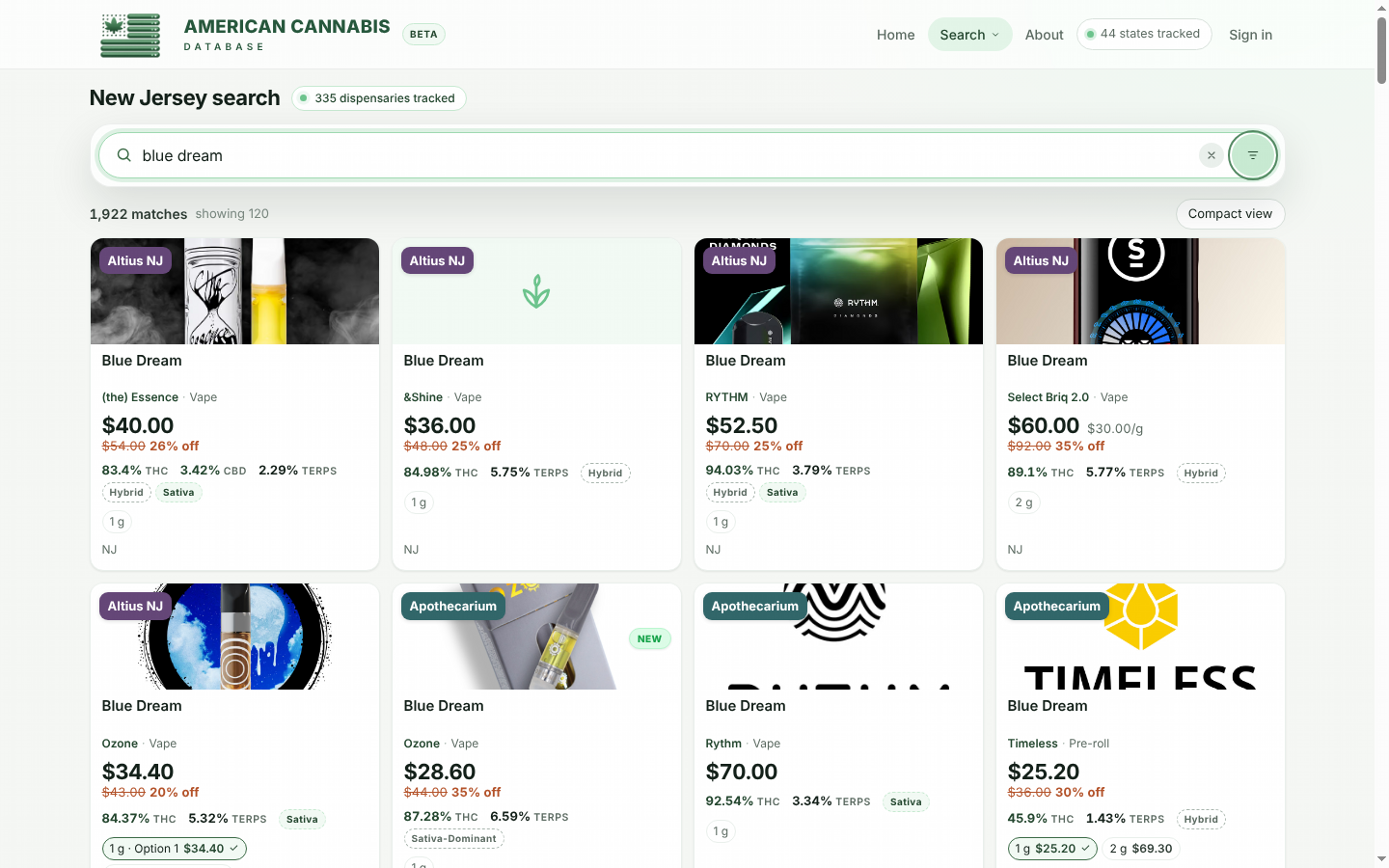 AMERICAN CANNABIS
DATABASE
BETA
Home
Search
About
44 states tracked
Sign in
New Jersey search
335 dispensaries tracked
blue dream
1,922 matches
showing 120
Compact view
Altius NJ
Blue Dream
(the) Essence · Vape
$40.00
$54.00 26% off
83.4% THC 3.42% CBD 2.29% TERPS
Hybrid Sativa
1 g
NJ
Altius NJ
Blue Dream
&Shine · Vape
$36.00
$48.00 25% off
84.98% THC 5.75% TERPS Hybrid
1 g
NJ
DIAMONDS
Altius NJ
RYTHM
DIAMONDS
Blue Dream
RYTHM · Vape
$52.50
$70.00 25% off
94.03% THC 3.79% TERPS
Hybrid Sativa
1 g
NJ
Altius NJ
S
Blue Dream
Select Briq 2.0 · Vape
$60.00 $30.00/g
$92.00 35% off
89.1% THC 5.77% TERPS Hybrid
2 g
NJ
Altius NJ
Blue Dream
Ozone · Vape
$34.40
$43.00 20% off
84.37% THC 5.32% TERPS Sativa
1 g · Option 1 $34.40 ✓
Apothecarium
NEW
Blue Dream
Ozone · Vape
$28.60
$44.00 35% off
87.28% THC 6.59% TERPS
Sativa-Dominant
1 g
Apothecarium
Blue Dream
Rythm · Vape
$70.00
92.54% THC 3.34% TERPS Sativa
1 g
Apothecarium
TIMELESS
Blue Dream
Timeless · Pre-roll
$25.20
$36.00 30% off
45.9% THC 1.43% TERPS Hybrid
1 g $25.20 ✓ 2 g $69.30